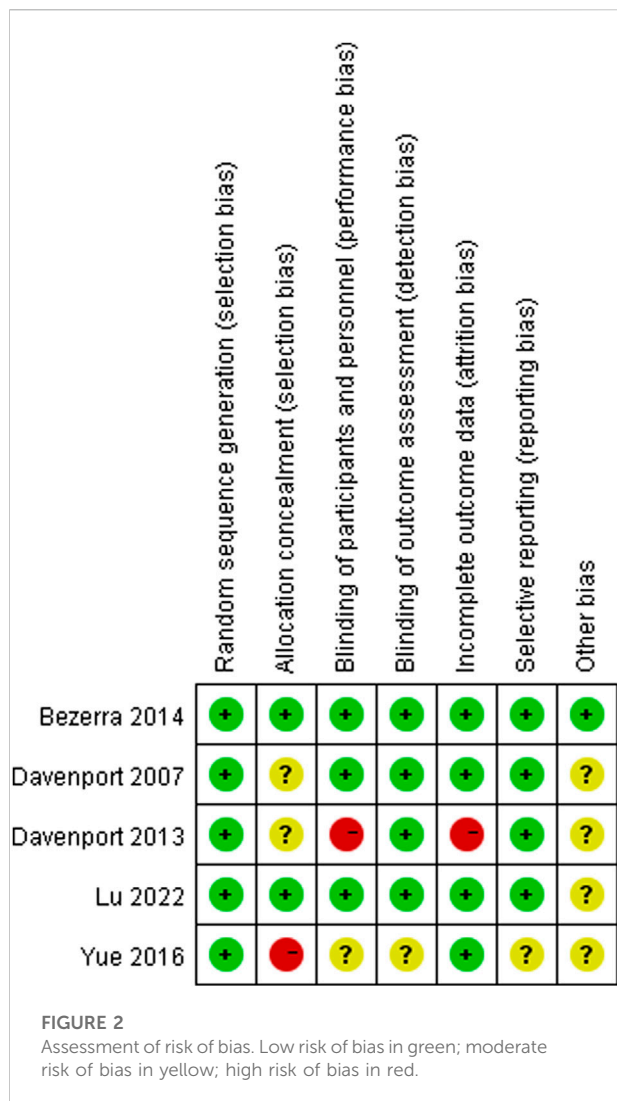 Random sequence generation (selection bias)
Allocation concealment (selection bias)
Blinding of participants and personnel (performance bias)
Blinding of outcome assessment (detection bias)
Incomplete outcome data (attrition bias)
Selective reporting (reporting bias)
Other bias
Bezerra 2014 + + + + + + +
Davenport 2007 + ? + + + + ?
Davenport 2013 + ? - + - + ?
Lu 2022 + + + + + + ?
Yue 2016 + - ? ? + ? ?
FIGURE 2
Assessment of risk of bias. Low risk of bias in green; moderate
risk of bias in yellow; high risk of bias in red.